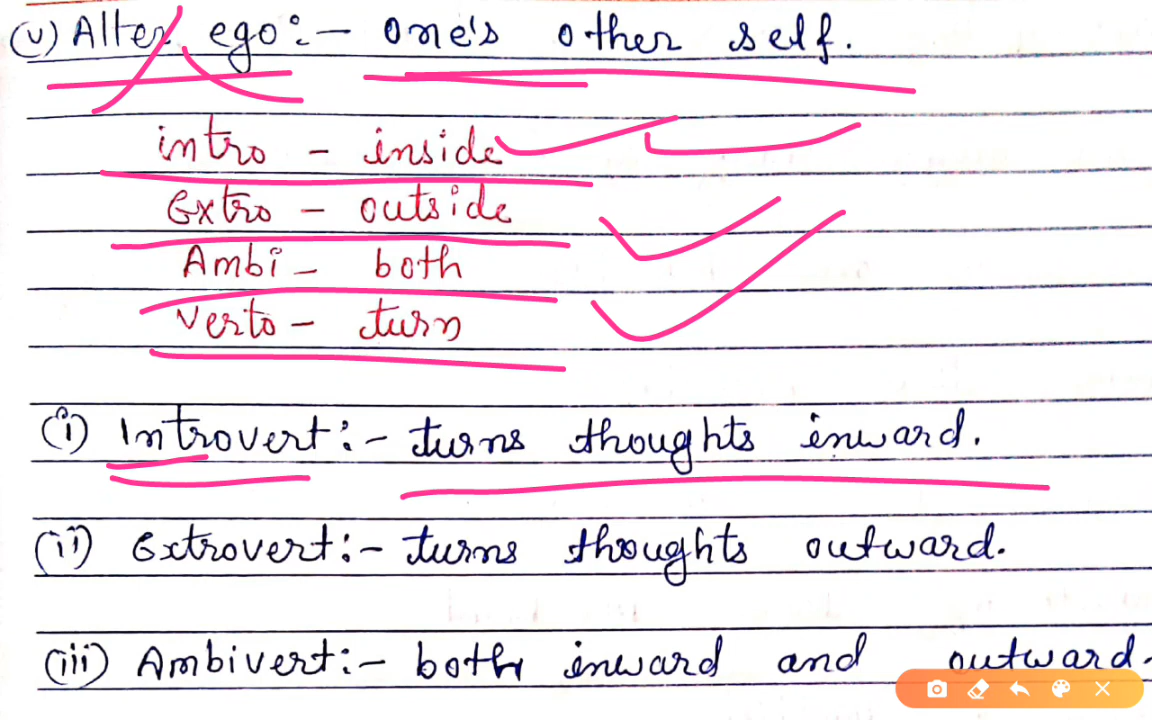 (v) Alter ego:- one's other self.
intro - inside
Extro - outside
Ambi - both
Verto - turn
(i) Introvert:- turns thoughts inward.
(ii) Extrovert:- turns thoughts outward.
(iii) Ambivert:- both inward and outward.